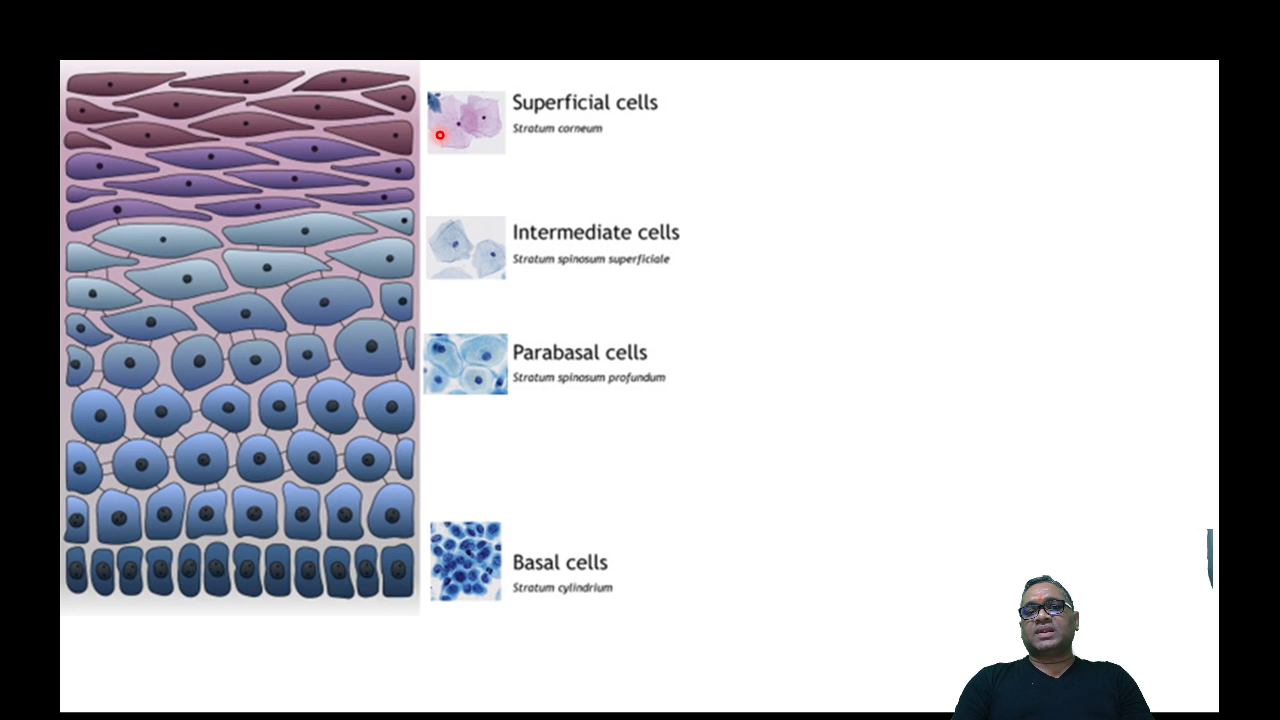 Superficial cells
Stratum corneum
Intermediate cells
Stratum spinosum superficiale
Parabasal cells
Stratum spinosum profundum
Basal cells
Stratum cylindrium